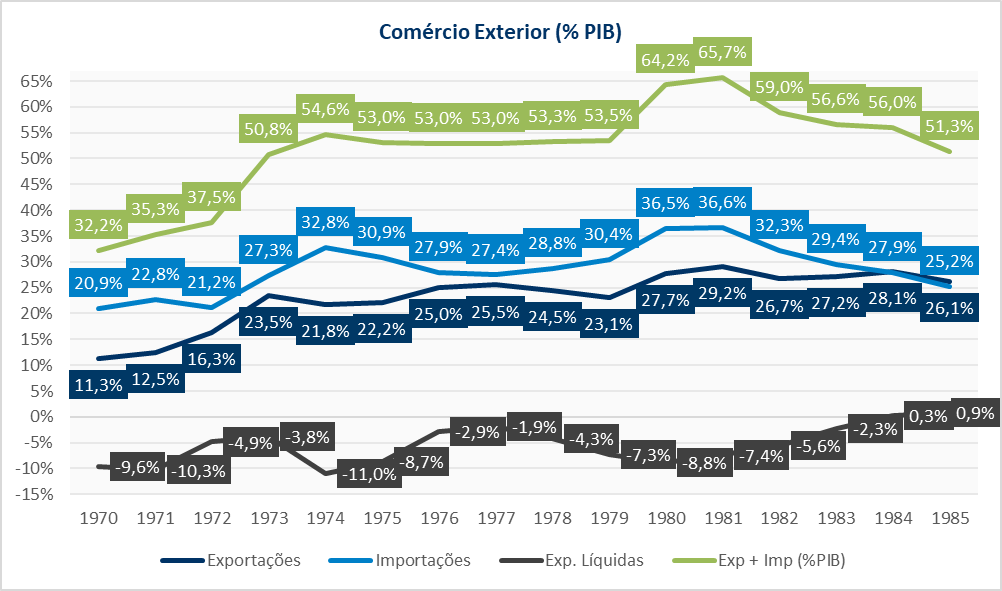 Comércio Exterior (% PIB)
65%
60%
55%
50%
45%
40%
35%
30%
25%
20%
15%
10%
5%
0%
-5%
-10%
-15%
32,2% 35,3% 37,5% 50,8% 54,6% 53,0% 53,0% 53,0% 53,3% 53,5% 64,2% 65,7% 59,0% 56,6% 56,0% 51,3%
20,9% 22,8% 21,2% 27,3% 32,8% 30,9% 27,9% 27,4% 28,8% 30,4% 36,5% 36,6% 32,3% 29,4% 27,9% 25,2%
11,3% 12,5% 16,3% 23,5% 21,8% 22,2% 25,0% 25,5% 24,5% 23,1% 27,7% 29,2% 26,7% 27,2% 28,1% 26,1%
-9,6% -10,3% -4,9% -3,8% -11,0% -8,7% -2,9% -1,9% -4,3% -7,3% -8,8% -7,4% -5,6% -2,3% 0,3% 0,9%
1970 1971 1972 1973 1974 1975 1976 1977 1978 1979 1980 1981 1982 1983 1984 1985
Exportações Importações Exp. Líquidas Exp + Imp (%PIB)